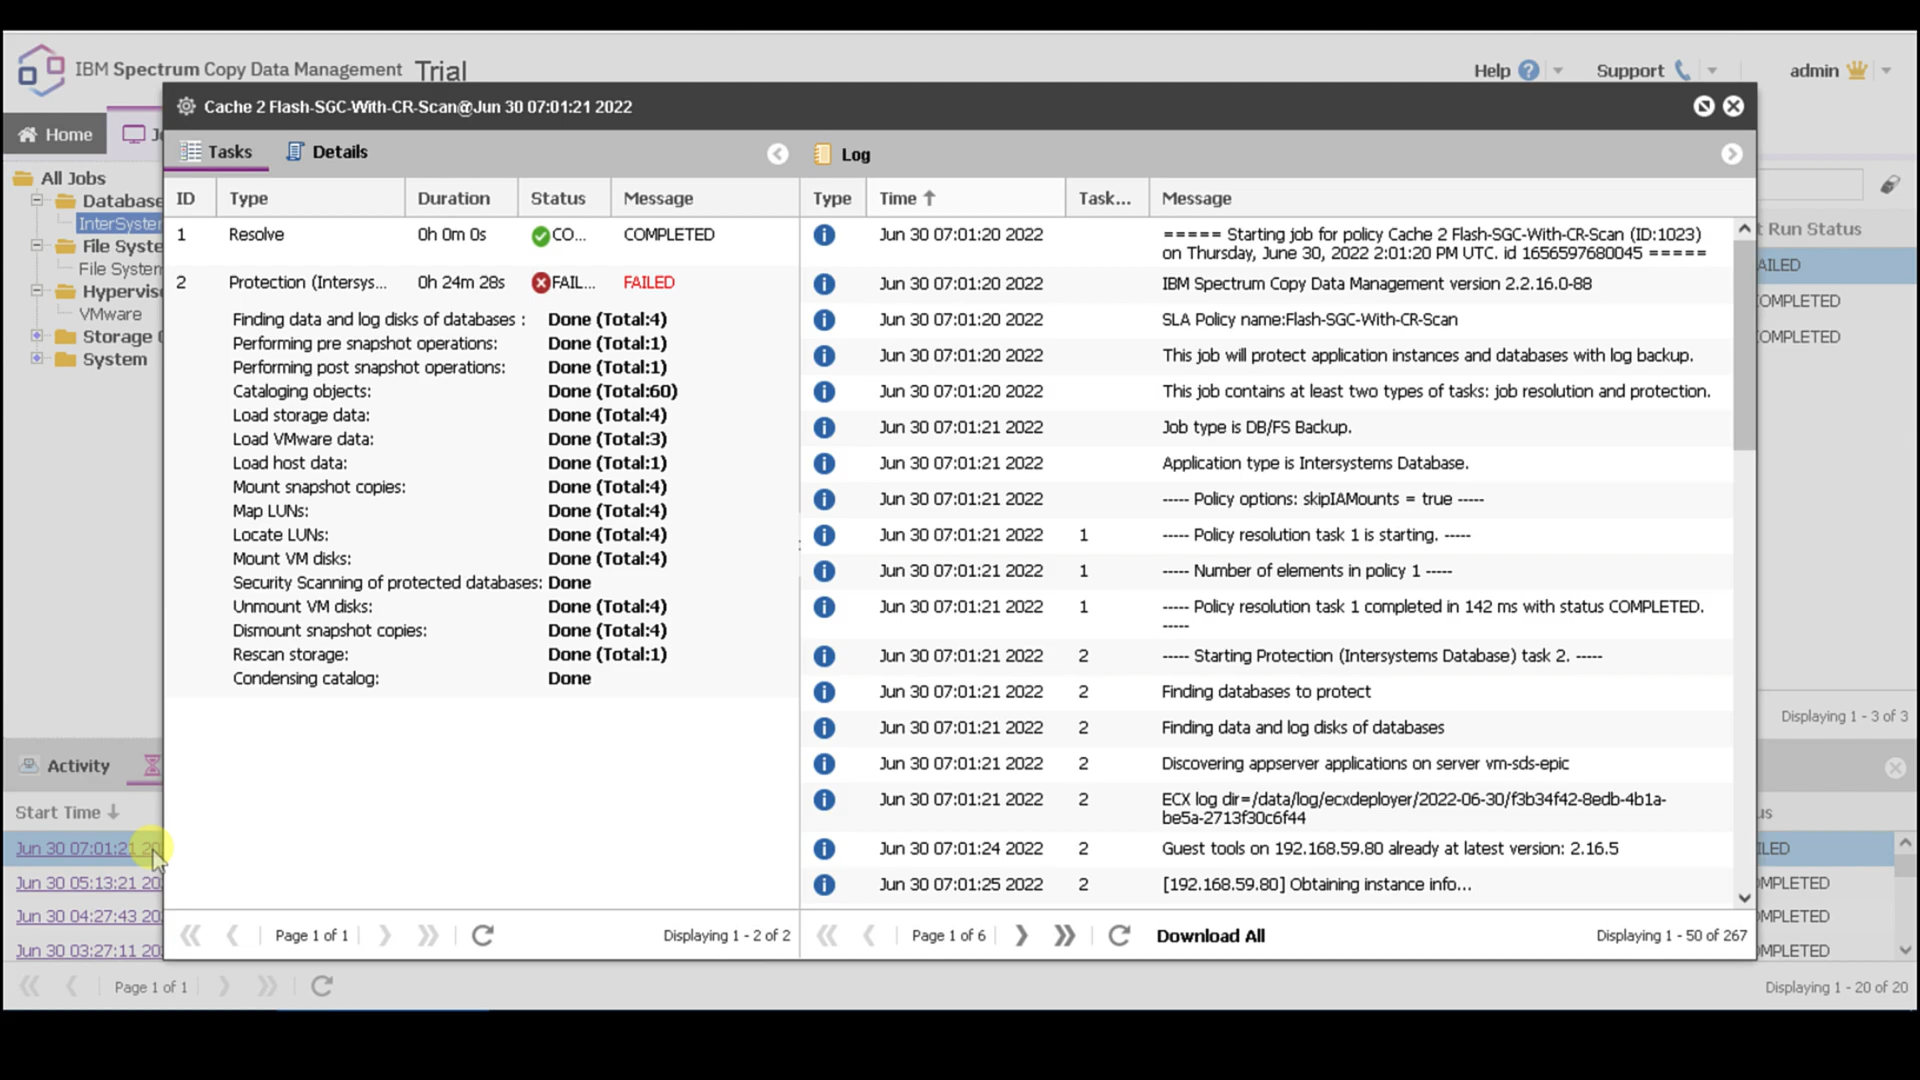 IBM Spectrum Copy Data Management Trial
Help
Support
admin
Cache 2 Flash-SGC-With-CR-Scan@Jun 30 07:01:21 2022
Home
Tasks
Details
Log
All Jobs
Database
InterSyste
File Syste
File System
Hypervis
VMware
Storage
System
t Run Status
AILED
OMPLETED
OMPLETED
Displaying 1 - 3 of 3
ID Type Duration Status Message
1 Resolve 0h 0m 0s CO... COMPLETED
2 Protection (Intersys... 0h 24m 28s FAIL... FAILED
Finding data and log disks of databases : Done (Total:4)
Performing pre snapshot operations: Done (Total:1)
Performing post snapshot operations: Done (Total:1)
Cataloging objects: Done (Total:60)
Load storage data: Done (Total:4)
Load VMware data: Done (Total:3)
Load host data: Done (Total:1)
Mount snapshot copies: Done (Total:4)
Map LUNs: Done (Total:4)
Locate LUNs: Done (Total:4)
Mount VM disks: Done (Total:4)
Security Scanning of protected databases: Done
Unmount VM disks: Done (Total:4)
Dismount snapshot copies: Done (Total:4)
Rescan storage: Done (Total:1)
Condensing catalog: Done
Page 1 of 1
Displaying 1 - 2 of 2
Type Time Task... Message
Jun 30 07:01:20 2022 ===== Starting job for policy Cache 2 Flash-SGC-With-CR-Scan (ID:1023)
on Thursday, June 30, 2022 2:01:20 PM UTC. id 1656597680045 =====
Jun 30 07:01:20 2022 IBM Spectrum Copy Data Management version 2.2.16.0-88
Jun 30 07:01:20 2022 SLA Policy name:Flash-SGC-With-CR-Scan
Jun 30 07:01:20 2022 This job will protect application instances and databases with log backup.
Jun 30 07:01:20 2022 This job contains at least two types of tasks: job resolution and protection.
Jun 30 07:01:21 2022 Job type is DB/FS Backup.
Jun 30 07:01:21 2022 Application type is Intersystems Database.
Jun 30 07:01:21 2022 ----- Policy options: skipIAMounts = true -----
Jun 30 07:01:21 2022 1 ----- Policy resolution task 1 is starting. -----
Jun 30 07:01:21 2022 1 ----- Number of elements in policy 1 -----
Jun 30 07:01:21 2022 1 ----- Policy resolution task 1 completed in 142 ms with status COMPLETED.
-----
Jun 30 07:01:21 2022 2 ----- Starting Protection (Intersystems Database) task 2. -----
Jun 30 07:01:21 2022 2 Finding databases to protect
Jun 30 07:01:21 2022 2 Finding data and log disks of databases
Jun 30 07:01:21 2022 2 Discovering appserver applications on server vm-sds-epic
Jun 30 07:01:21 2022 2 ECX log dir=/data/log/ecxdeployer/2022-06-30/f3b34f42-8edb-4b1a-
be5a-2713f30c6f44
Jun 30 07:01:24 2022 2 Guest tools on 192.168.59.80 already at latest version: 2.16.5
Jun 30 07:01:25 2022 2 [192.168.59.80] Obtaining instance info...
Page 1 of 6
Download All
Displaying 1 - 50 of 267
Activity
Start Time
us
Jun 30 07:01:21 20
ILED
Jun 30 05:13:21 20
OMPLETED
Jun 30 04:27:43 20
OMPLETED
Jun 30 03:27:11 20
OMPLETED
Page 1 of 1
Displaying 1 - 20 of 20